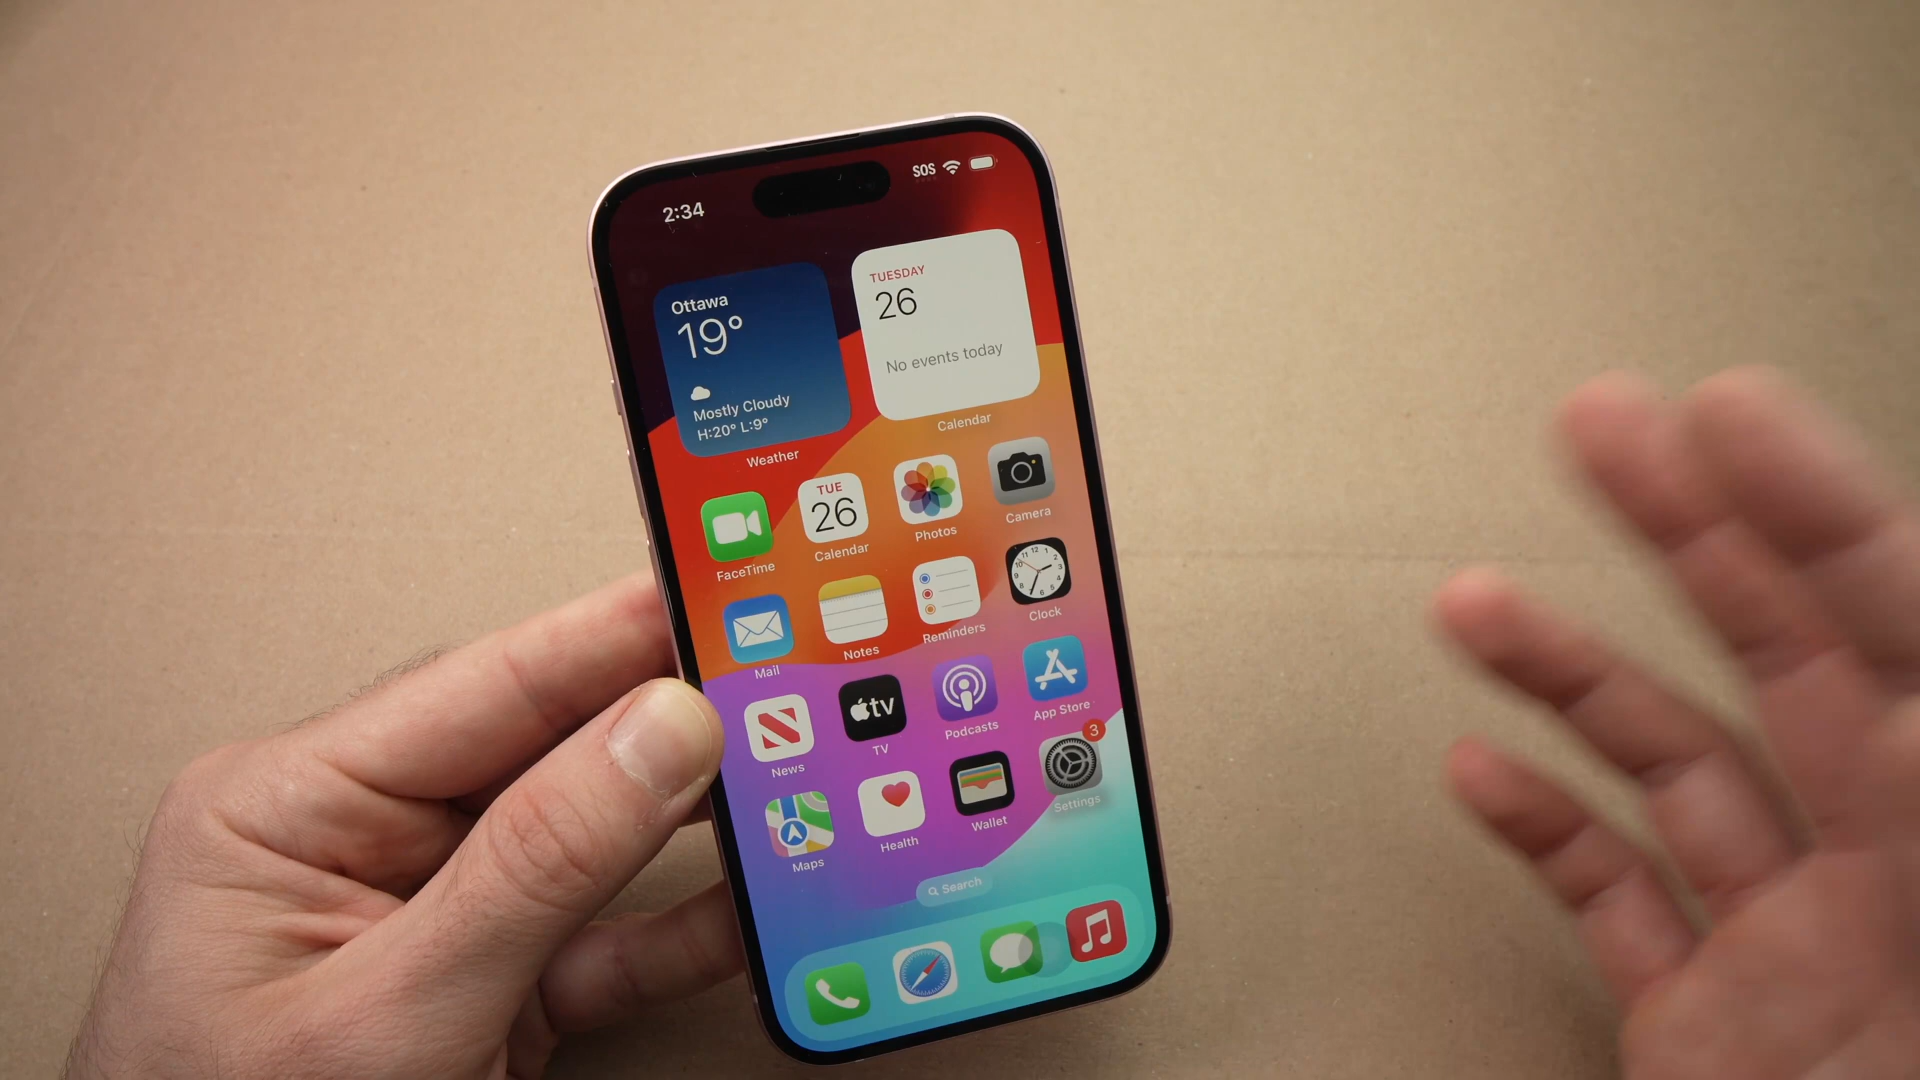 2:34
SOS
Ottawa
19°
Mostly Cloudy
H:20° L:9°
Weather
TUESDAY
26
No events today
Calendar
FaceTime
TUE
26
Calendar
Photos
Camera
Mail
Notes
Reminders
Clock
News
tv
TV
Podcasts
App Store
3
Maps
Health
Wallet
Settings
Search